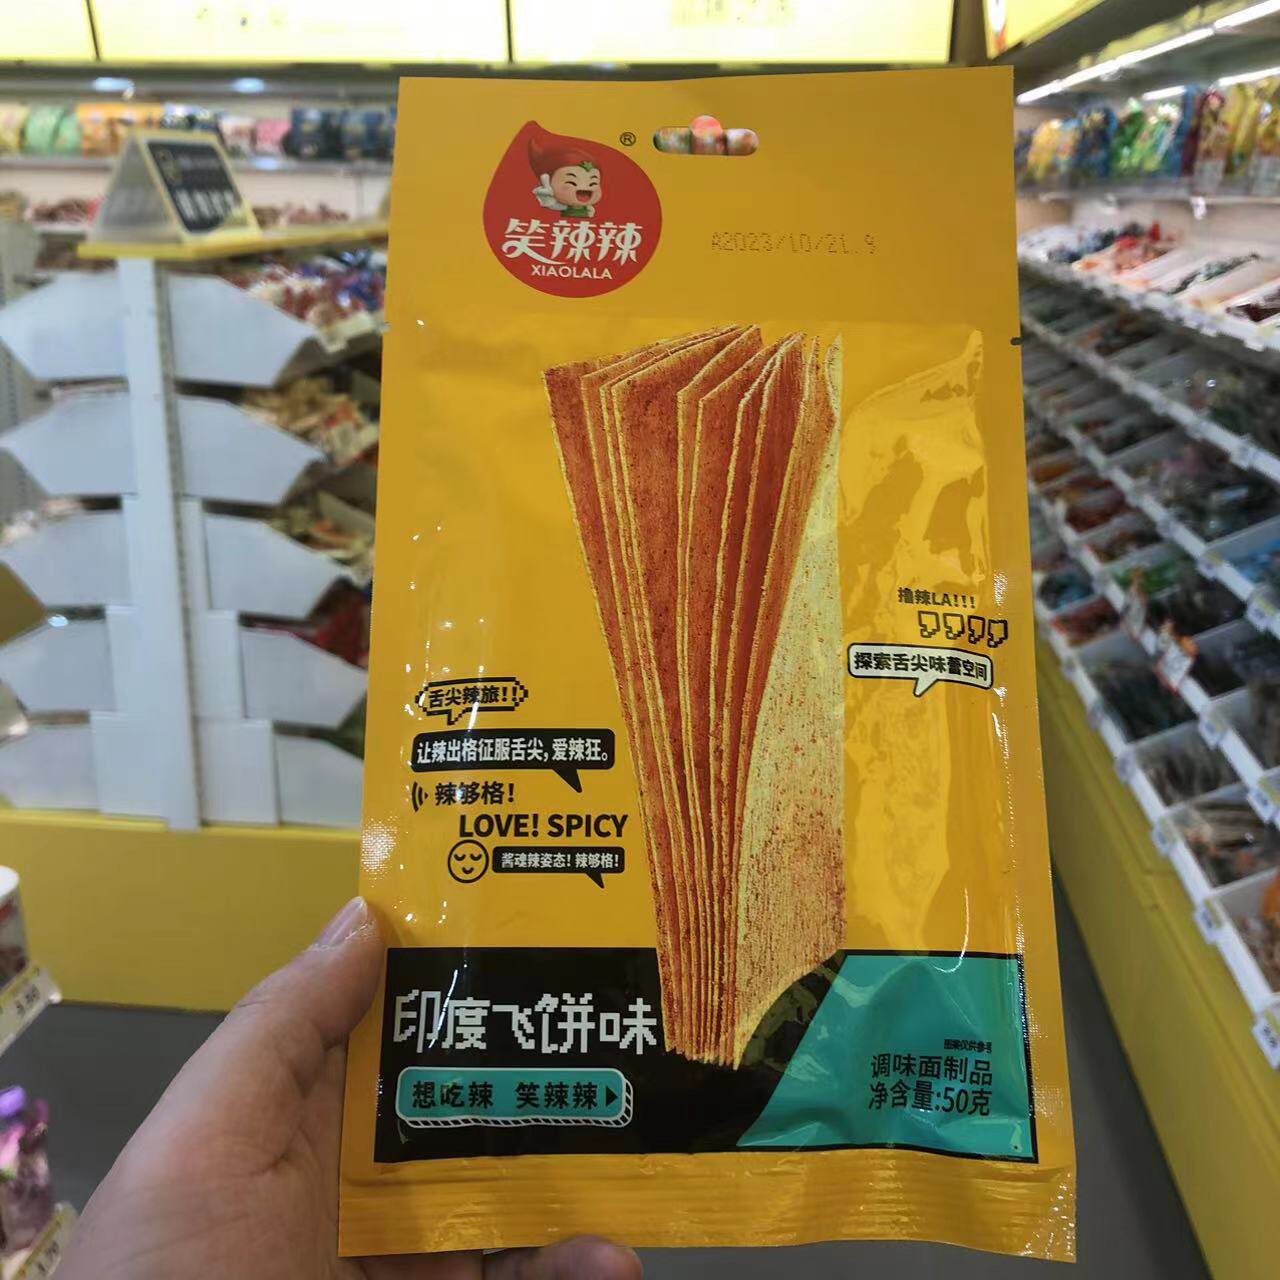 ®
笑辣辣
XIAOLALA
A2023/10/21.9
撸辣LA!!!
探索舌尖味蕾空间
舌尖辣旅!!
让辣出格征服舌尖,爱辣狂。
辣够格!
LOVE! SPICY
酱魂辣姿态!辣够格!
印度飞饼味
想吃辣 笑辣辣
图案仅供参考
调味面制品
净含量:50克